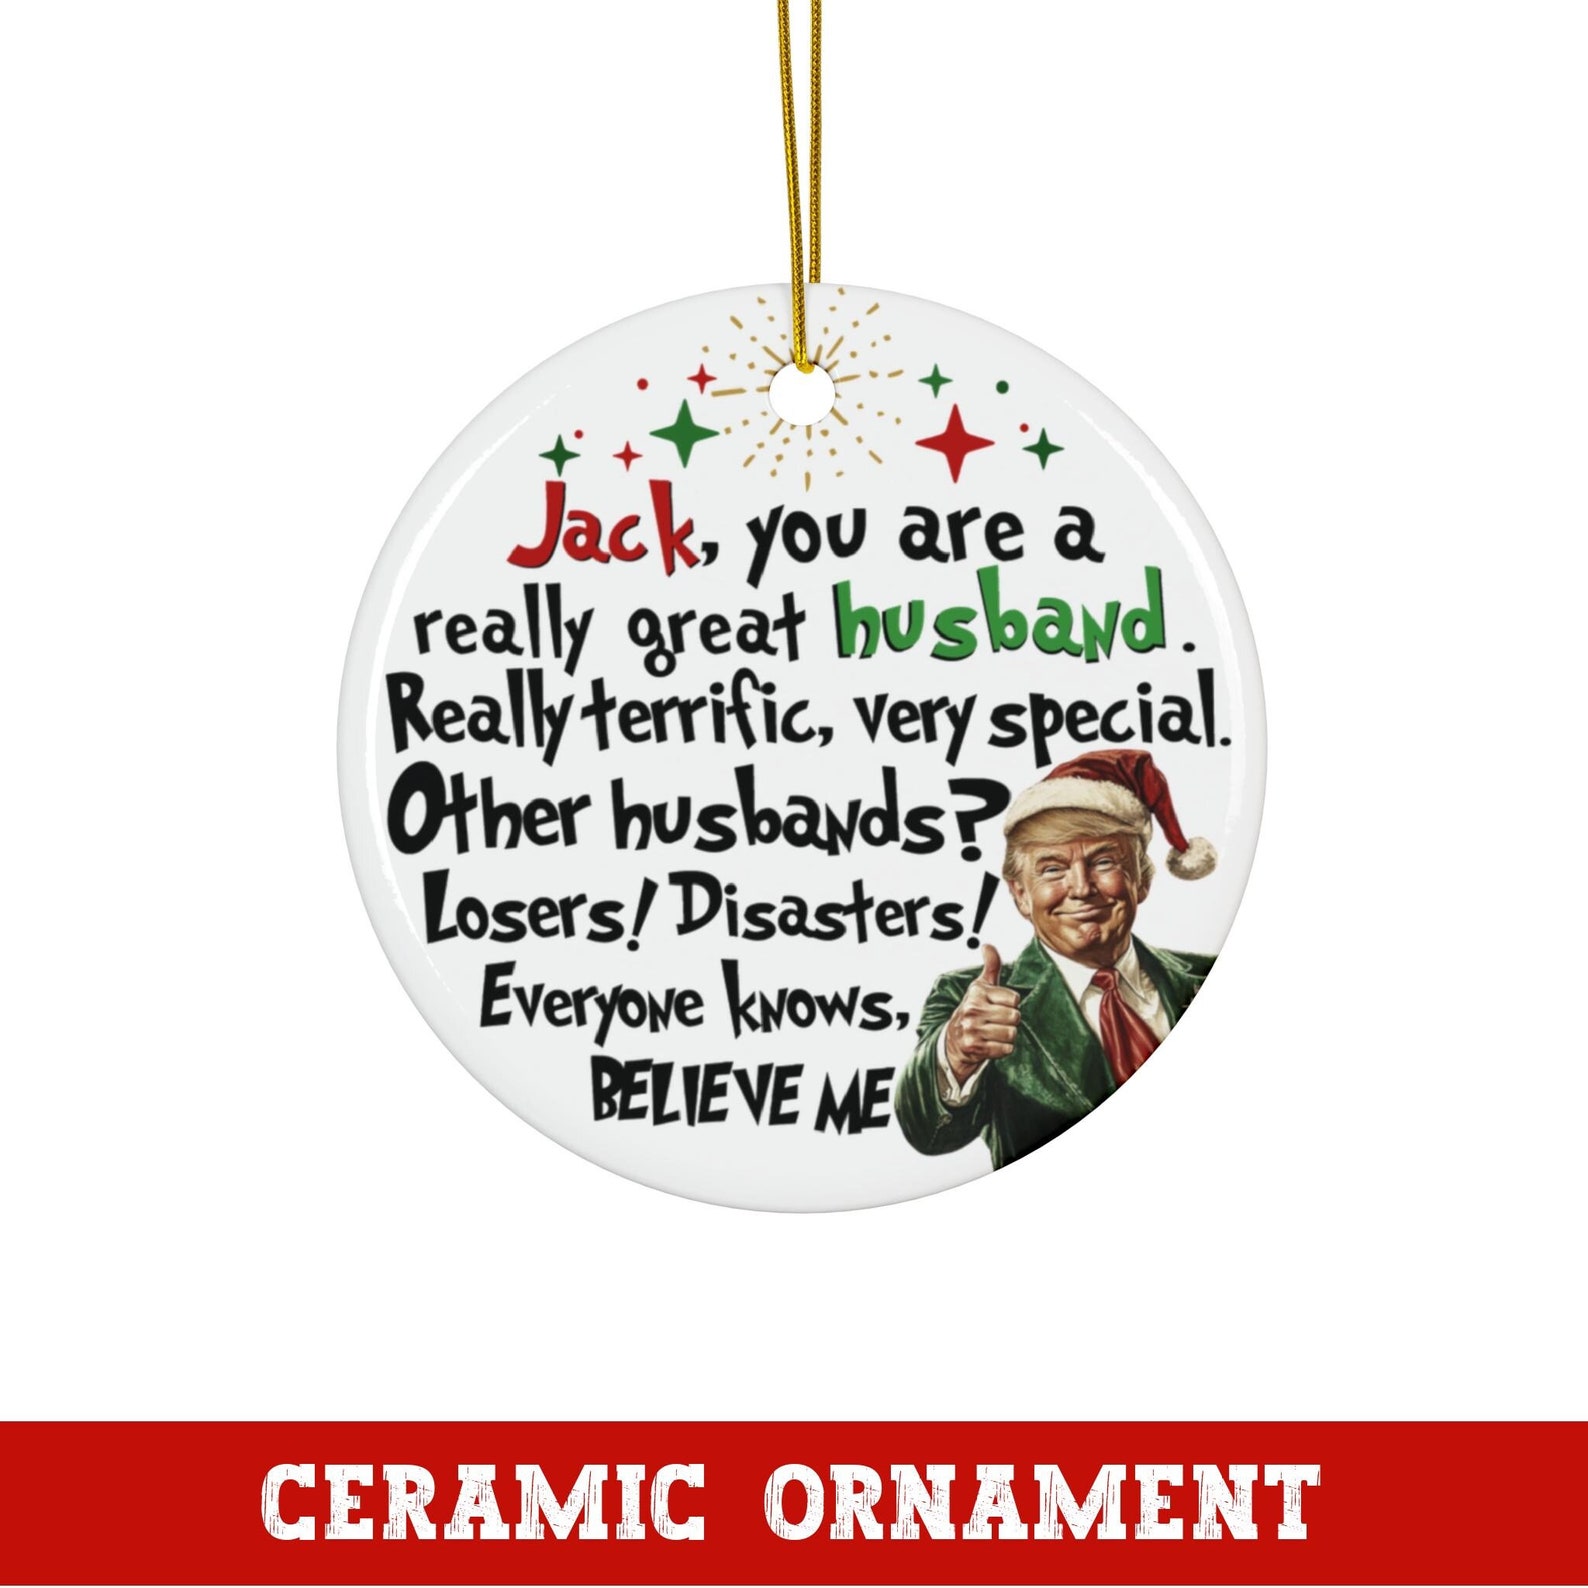 Jack, you are a
really great husband.
Really terrific, very special.
Other husbands?
Losers! Disasters!
Everyone knows,
BELIEVE ME
CERAMIC ORNAMENT